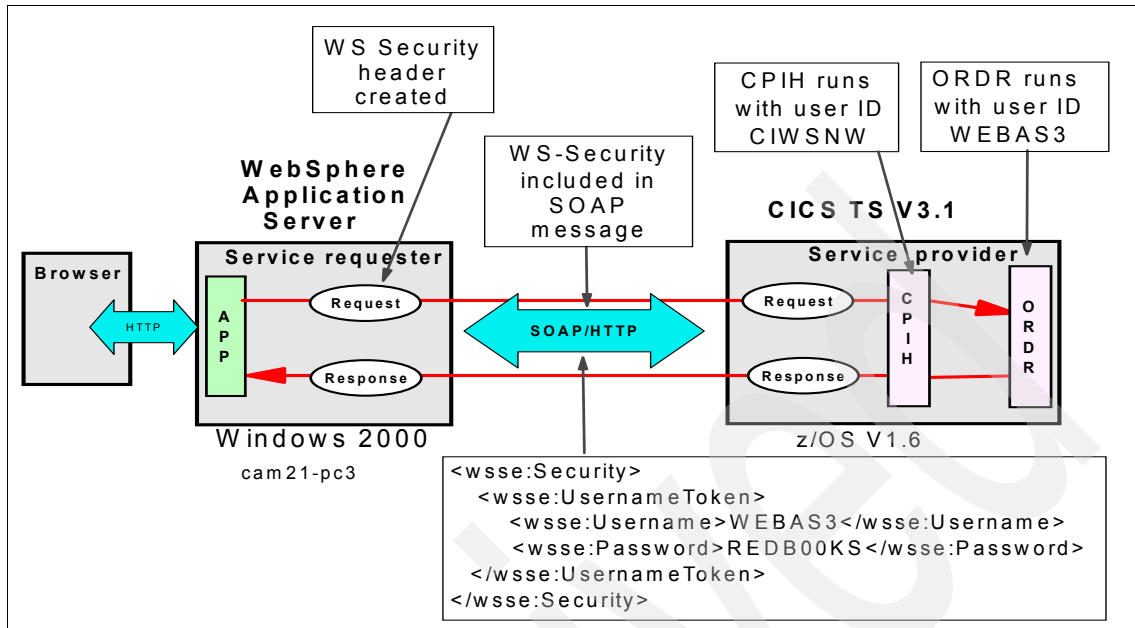 WS Security
header
created
CPIH runs
with user ID
CIWSNW
ORDR runs
with user ID
WEBAS3
WS-Security
included in
SOAP
message
WebSphere
Application
Server
CICS TS V3.1
Browser
HTTP
Service requester
APP
Request
Response
SOAP/HTTP
Service provider
Request
Response
CPIH
ORDR
Windows 2000
cam21-pc3
z/OS V1.6
<wsse:Security>
<wsse:UsernameToken>
<wsse:Username>WEBAS3</wsse:Username>
<wsse:Password>REDB00KS</wsse:Password>
</wsse:UsernameToken>
</wsse:Security>